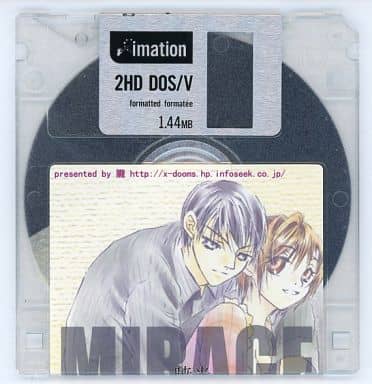 imation
2HD DOS/V
formatted formatée
1.44MB
presented by 朧 http://x-dooms.hp.infoseek.co.jp/
MIRAGE